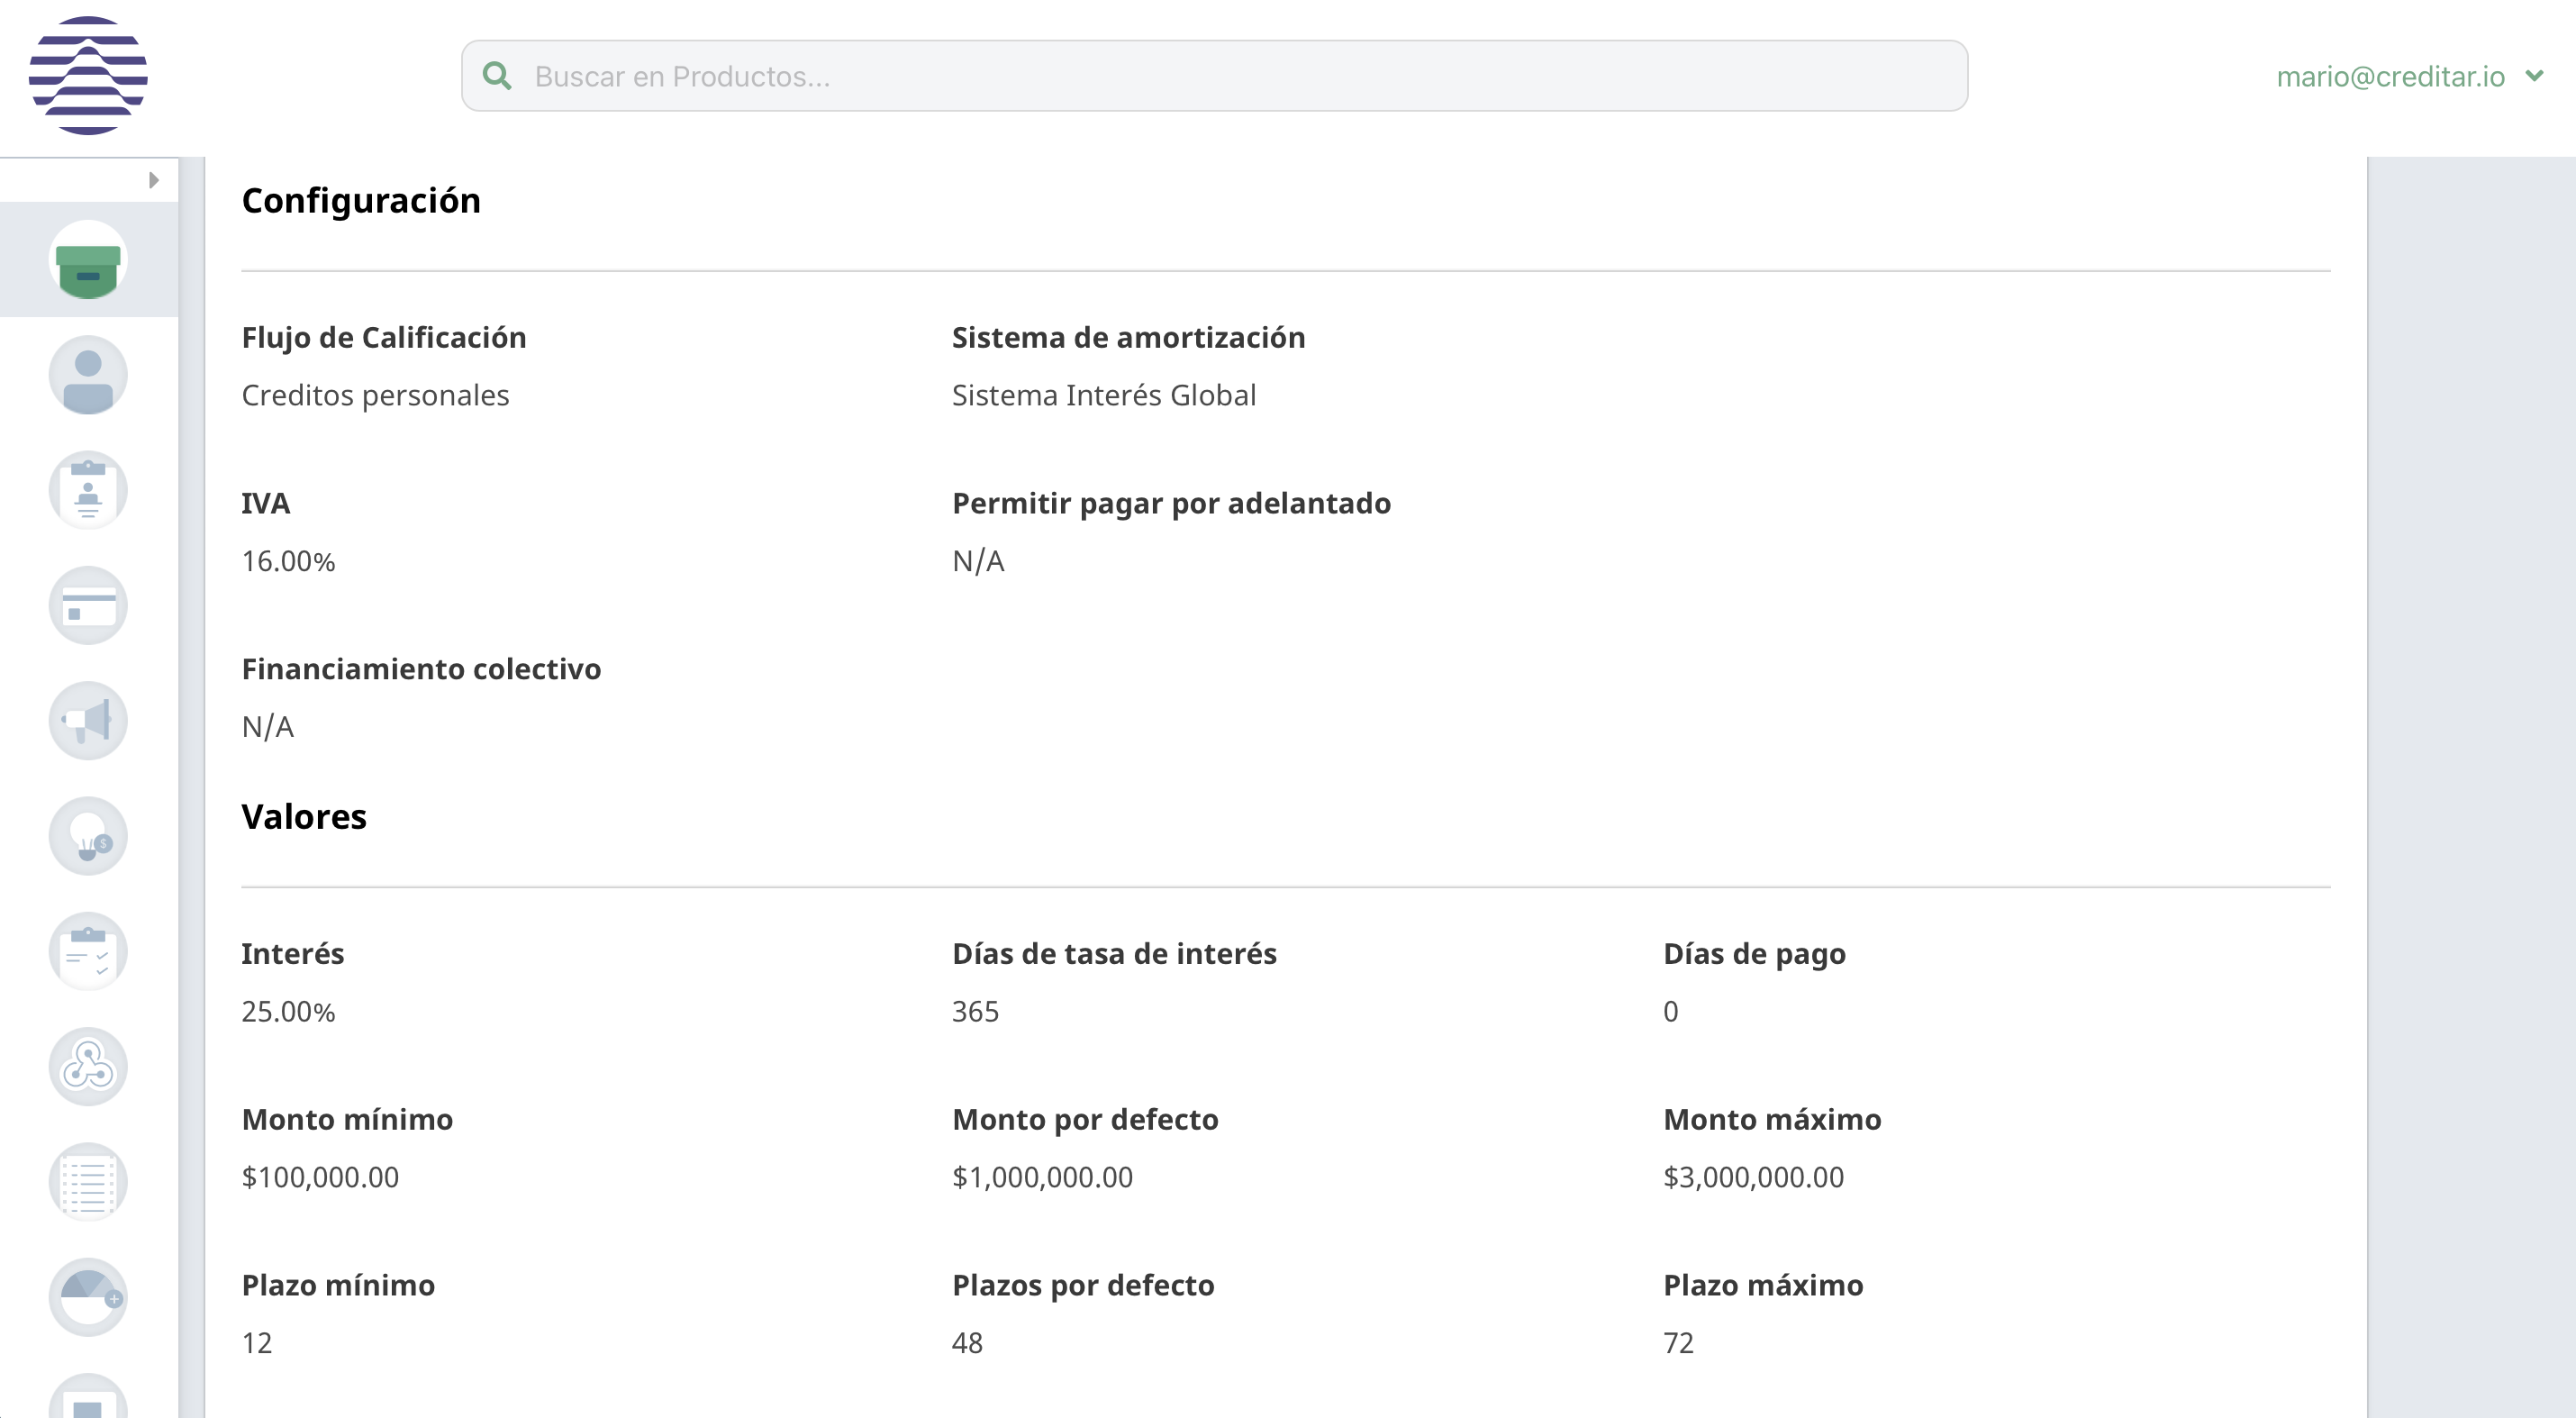 Buscar en Productos...
mario@creditar.io
Configuración
Flujo de Calificación
Sistema de amortización
Creditos personales
Sistema Interés Global
IVA
Permitir pagar por adelantado
16.00%
N/A
Financiamiento colectivo
N/A
Valores
Interés
Días de tasa de interés
Días de pago
25.00%
365
0
Monto mínimo
Monto por defecto
Monto máximo
$100,000.00
$1,000,000.00
$3,000,000.00
Plazo mínimo
Plazos por defecto
Plazo máximo
12
48
72